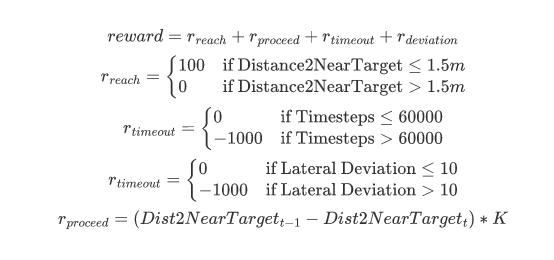 reward = r_{reach} + r_{proceed} + r_{timeout} + r_{deviation}
r_{reach} = \begin{cases} 100 & \text{if Distance2NearTarget} \leq 1.5m \\ 0 & \text{if Distance2NearTarget} > 1.5m \end{cases}
r_{timeout} = \begin{cases} 0 & \text{if Timesteps} \leq 60000 \\ -1000 & \text{if Timesteps} > 60000 \end{cases}
r_{timeout} = \begin{cases} 0 & \text{if Lateral Deviation} \leq 10 \\ -1000 & \text{if Lateral Deviation} > 10 \end{cases}
r_{proceed} = (Dist2NearTarget_{t-1} - Dist2NearTarget_{t}) * K